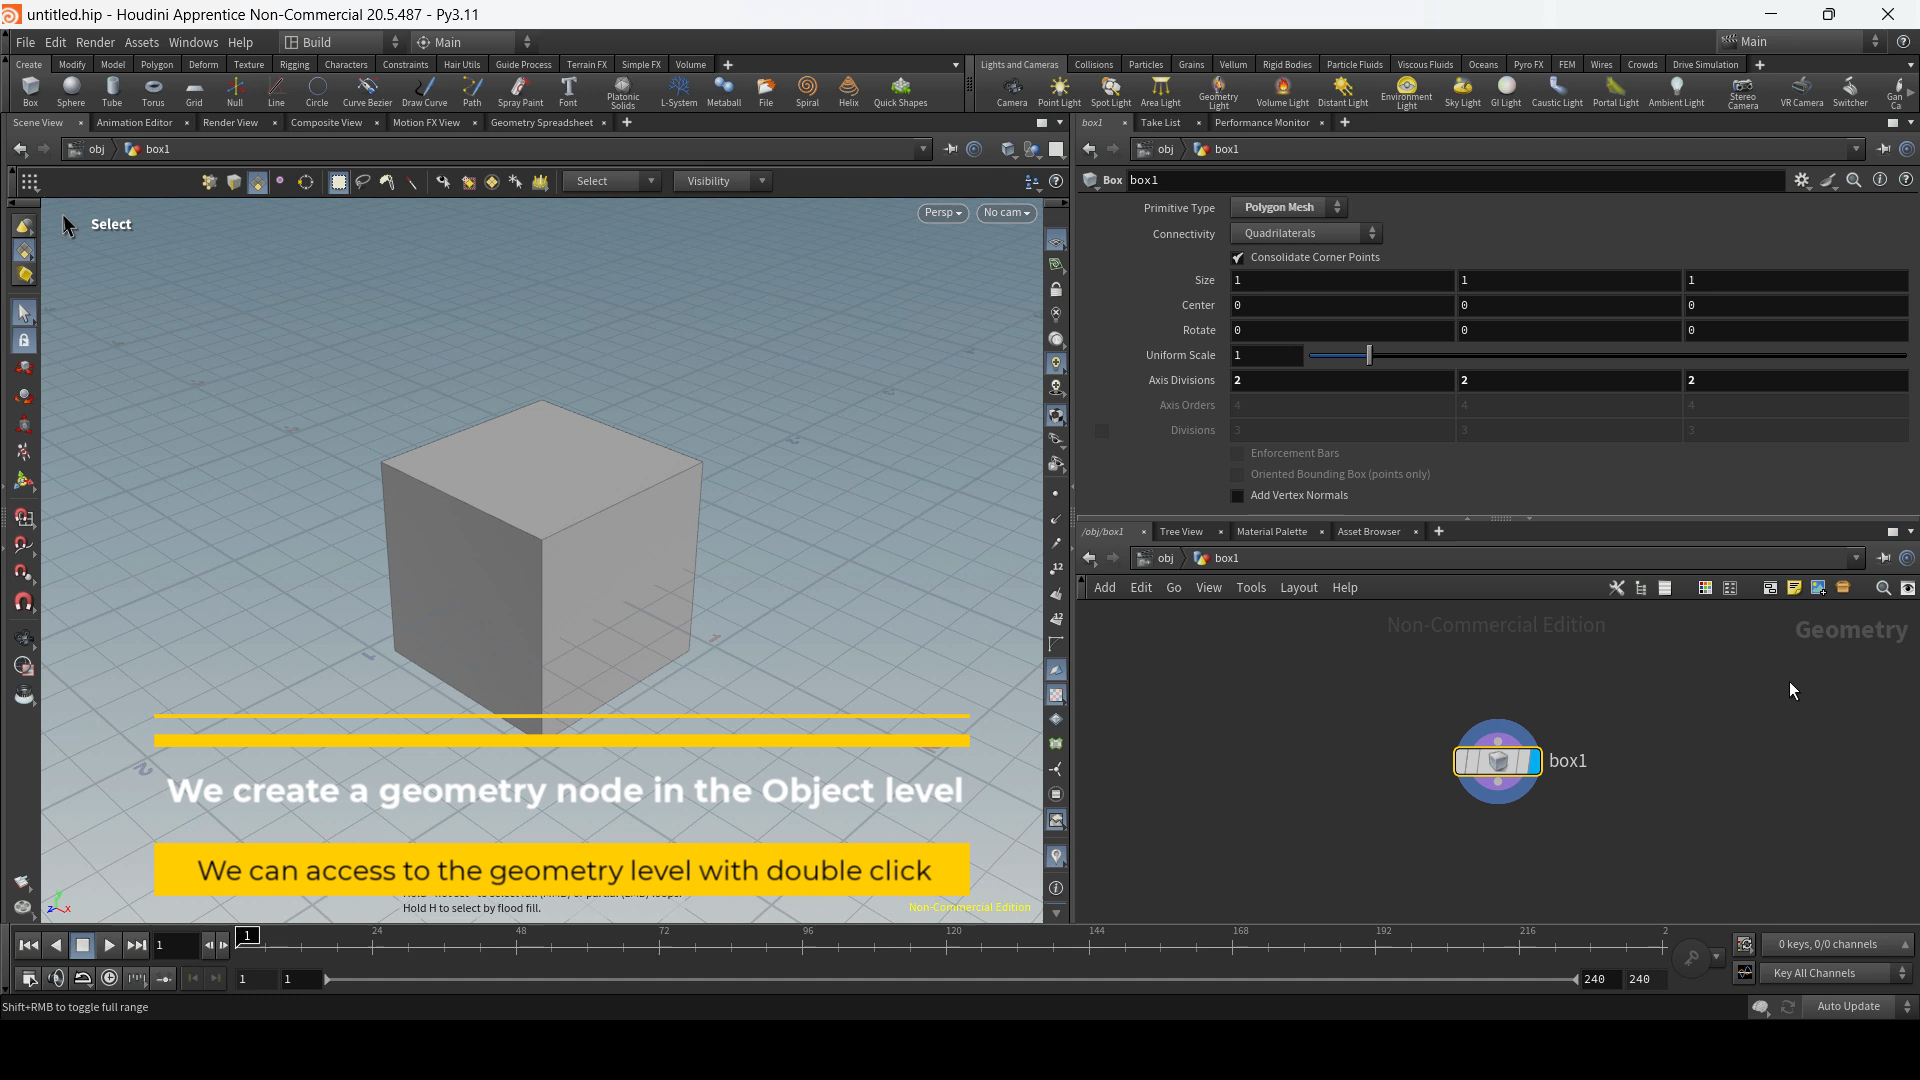 untitled.hip - Houdini Apprentice Non-Commercial 20.5.487 - Py3.11
File Edit Render Assets Windows Help Build Main Main
Create Modify Model Polygon Deform Texture Rigging Characters Constraints Hair Utils Guide Process Terrain FX Simple FX Volume
Lights and Cameras Collisions Particles Grains Vellum Rigid Bodies Particle Fluids Viscous Fluids Oceans Pyro FX FEM Wires Crowds Drive Simulation
Box Sphere Tube Torus Grid Null Line Circle Curve Bezier Draw Curve Path Spray Paint Font Platonic Solids L-System Metaball File Spiral Helix Quick Shapes
Camera Point Light Spot Light Area Light Geometry Light Volume Light Distant Light Environment Light Sky Light GI Light Caustic Light Portal Light Ambient Light Stereo Camera VR Camera Switcher Gan Ca
Scene View Animation Editor Render View Composite View Motion FX View Geometry Spreadsheet
box1 Take List Performance Monitor
obj box1
obj box1
Select Visibility
Box box1
Select
Persp No cam
Primitive Type Polygon Mesh
Connectivity Quadrilaterals
Consolidate Corner Points
Size 1 1 1
Center 0 0 0
Rotate 0 0 0
Uniform Scale 1
Axis Divisions 2 2 2
Axis Orders 4 4 4
Divisions 3 3 3
Enforcement Bars
Oriented Bounding Box (points only)
Add Vertex Normals
/obj/box1 Tree View Material Palette Asset Browser
obj box1
Add Edit Go View Tools Layout Help
Non-Commercial Edition
Geometry
box1
We create a geometry node in the Object level
We can access to the geometry level with double click
Hold H to select by flood fill.
Non-Commercial Edition
1 1 24 48 72 96 120 144 168 192 216 2
0 keys, 0/0 channels
1 1 240 240
Key All Channels
Shift+RMB to toggle full range
Auto Update